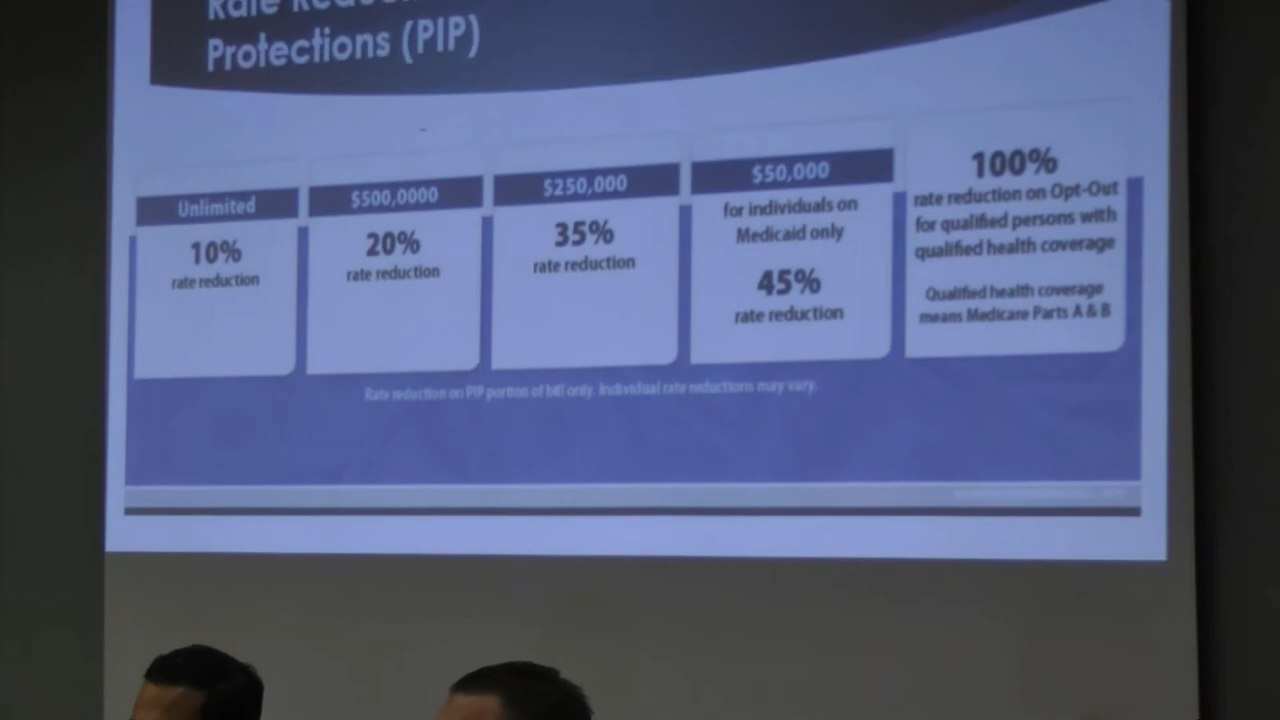 Rate
Protections (PIP)
Unlimited
10%
rate reduction
$500,0000
20%
rate reduction
$250,000
35%
rate reduction
$50,000
for individuals on
Medicaid only
45%
rate reduction
100%
rate reduction on Opt-Out
for qualified persons with
qualified health coverage
Qualified health coverage
means Medicare Parts A & B
Rate reduction on PIP portion of bill only. Individual rate reductions may vary.